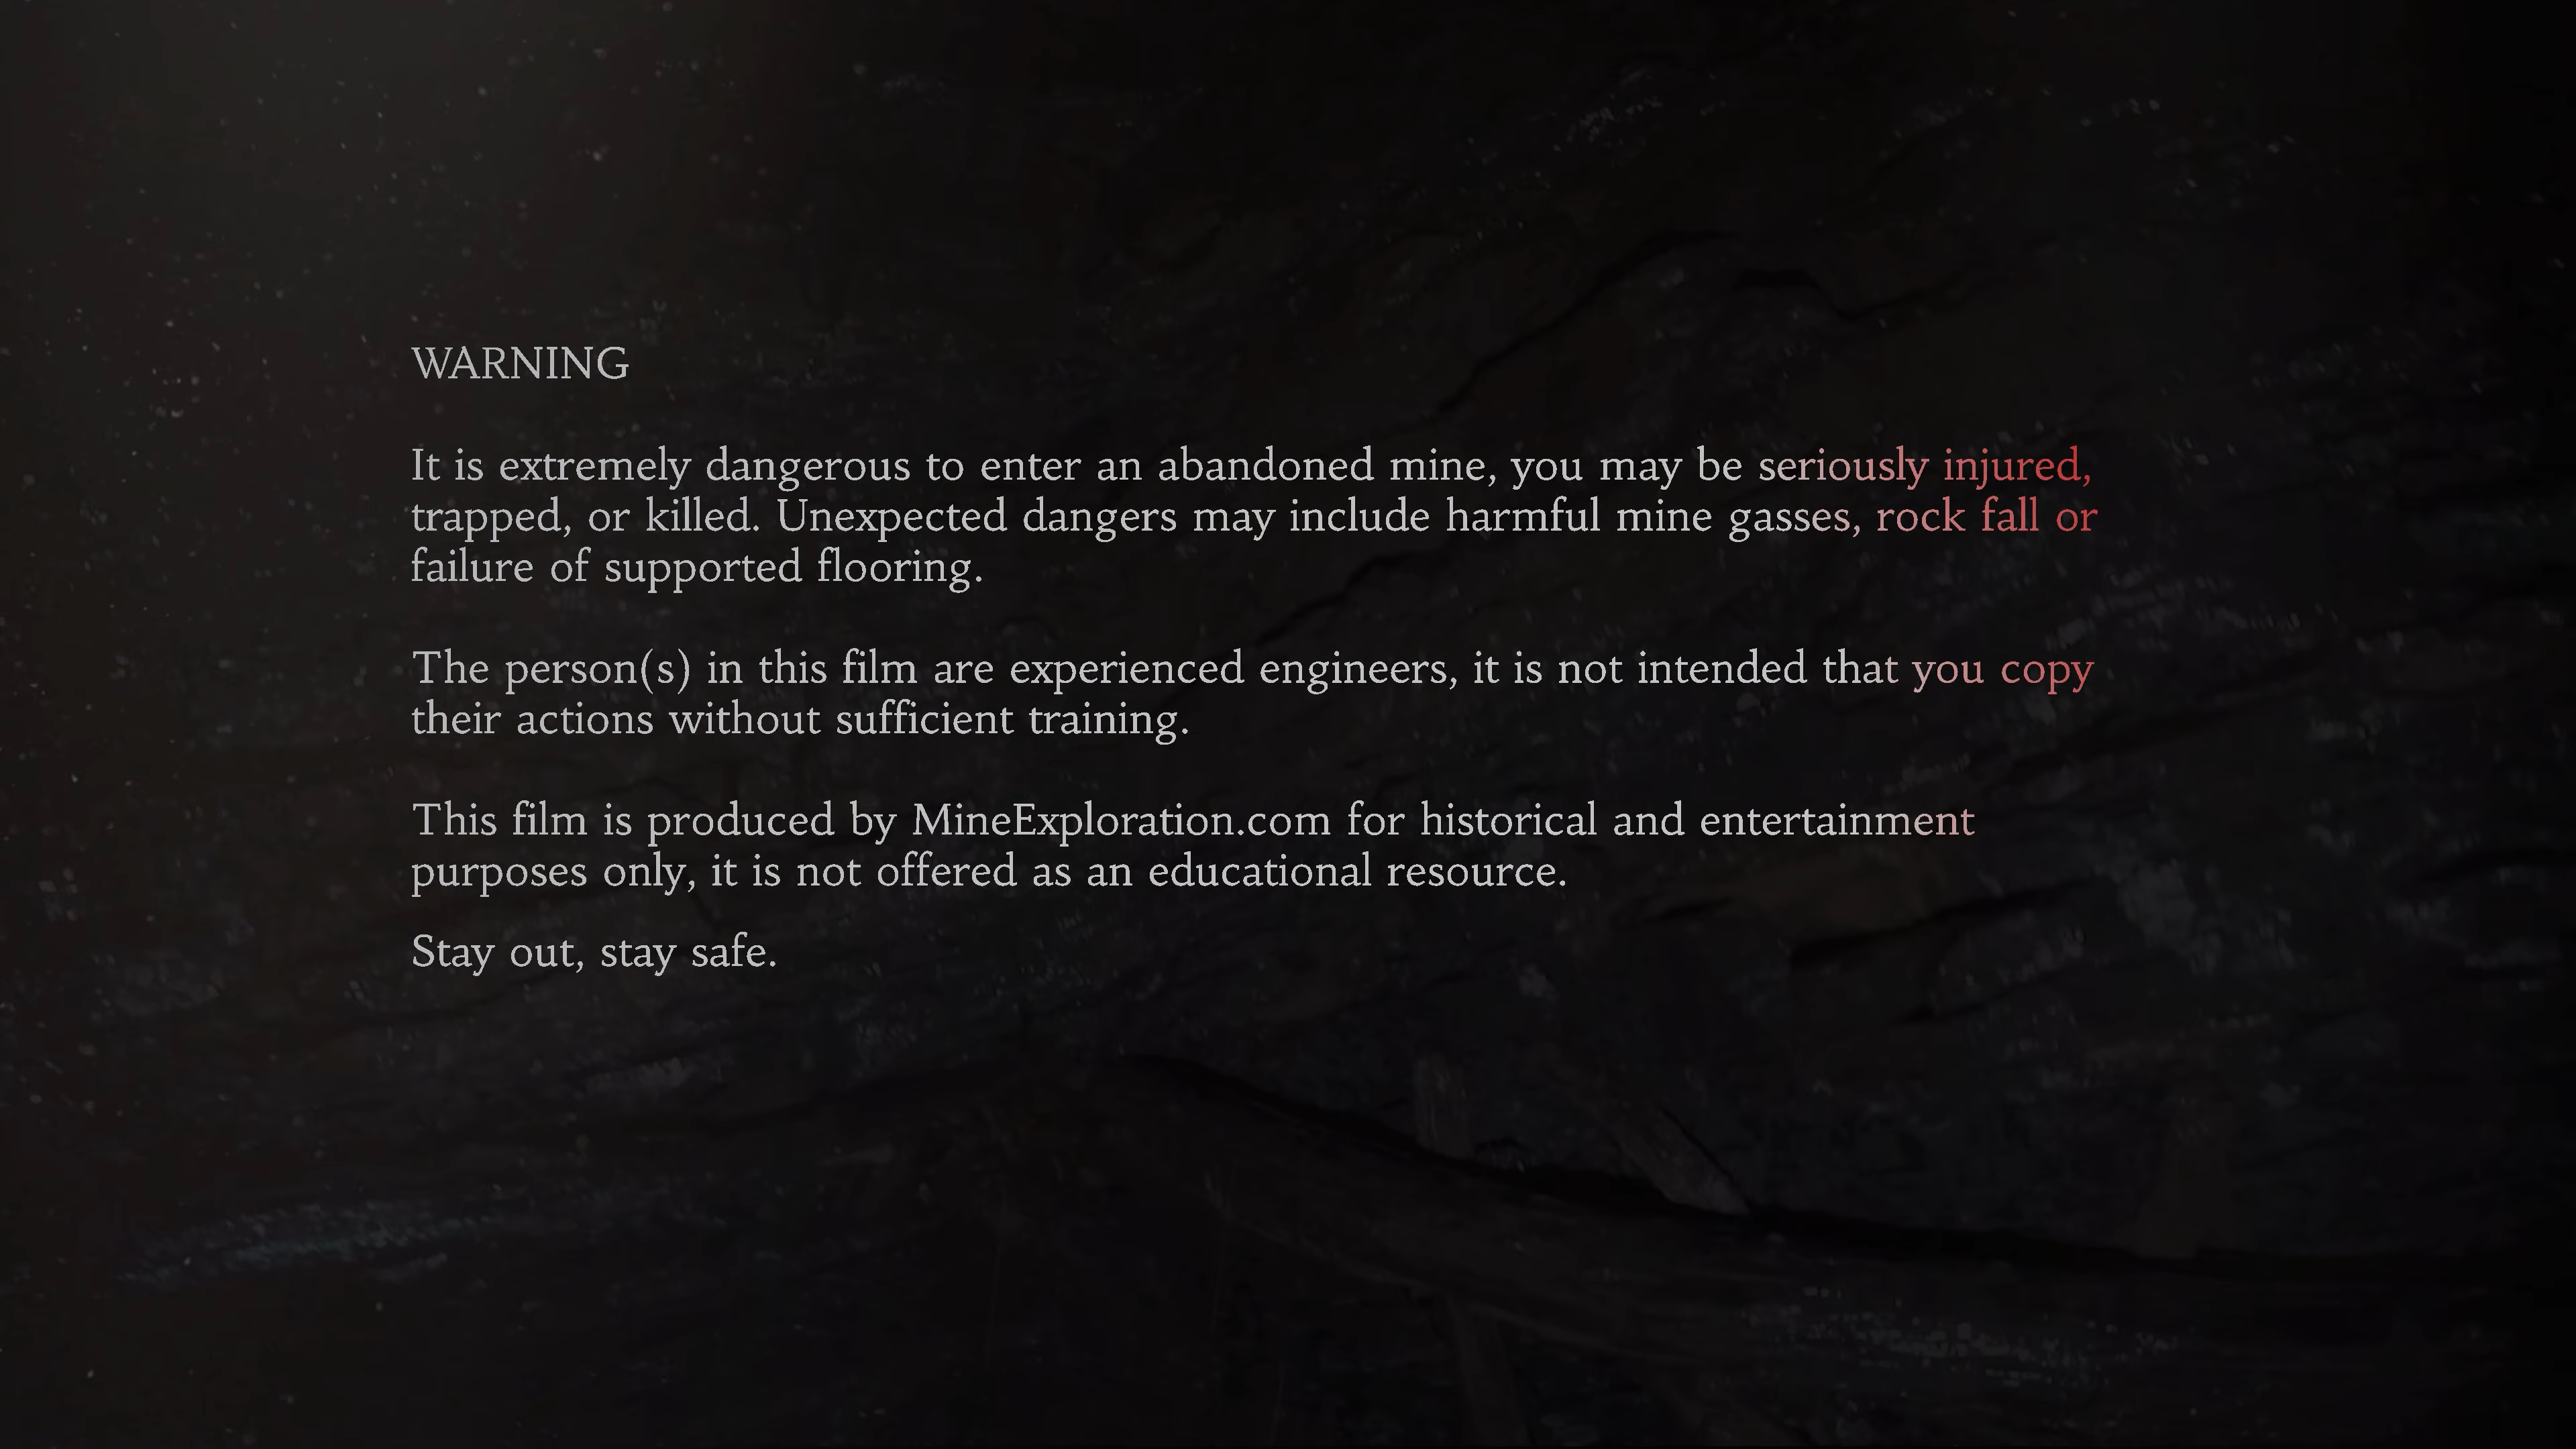 WARNING
It is extremely dangerous to enter an abandoned mine, you may be seriously injured,
trapped, or killed. Unexpected dangers may include harmful mine gasses, rock fall or
failure of supported flooring.
The person(s) in this film are experienced engineers, it is not intended that you copy
their actions without sufficient training.
This film is produced by MineExploration.com for historical and entertainment
purposes only, it is not offered as an educational resource.
Stay out, stay safe.